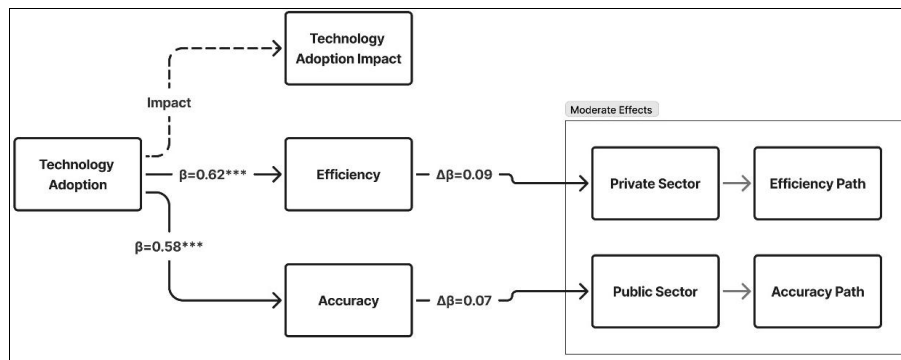 Technology
Adoption Impact
Impact
Moderate Effects
Technology
Adoption
β=0.62***
Efficiency
Δβ=0.09
Private Sector
Efficiency Path
β=0.58***
Accuracy
Δβ=0.07
Public Sector
Accuracy Path